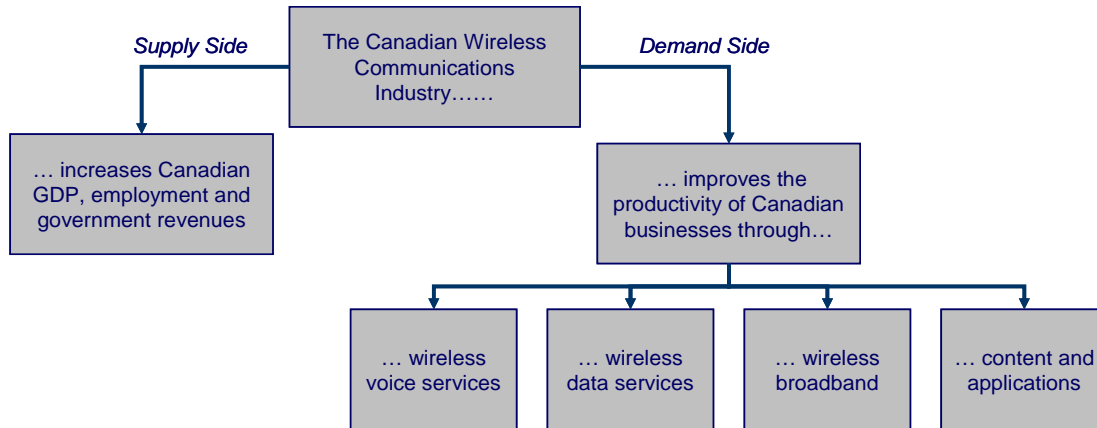 Supply Side
The Canadian Wireless
Communications
Industry……
Demand Side
… increases Canadian
GDP, employment and
government revenues
… improves the
productivity of Canadian
businesses through…
… wireless
voice services
… wireless
data services
… wireless
broadband
… content and
applications